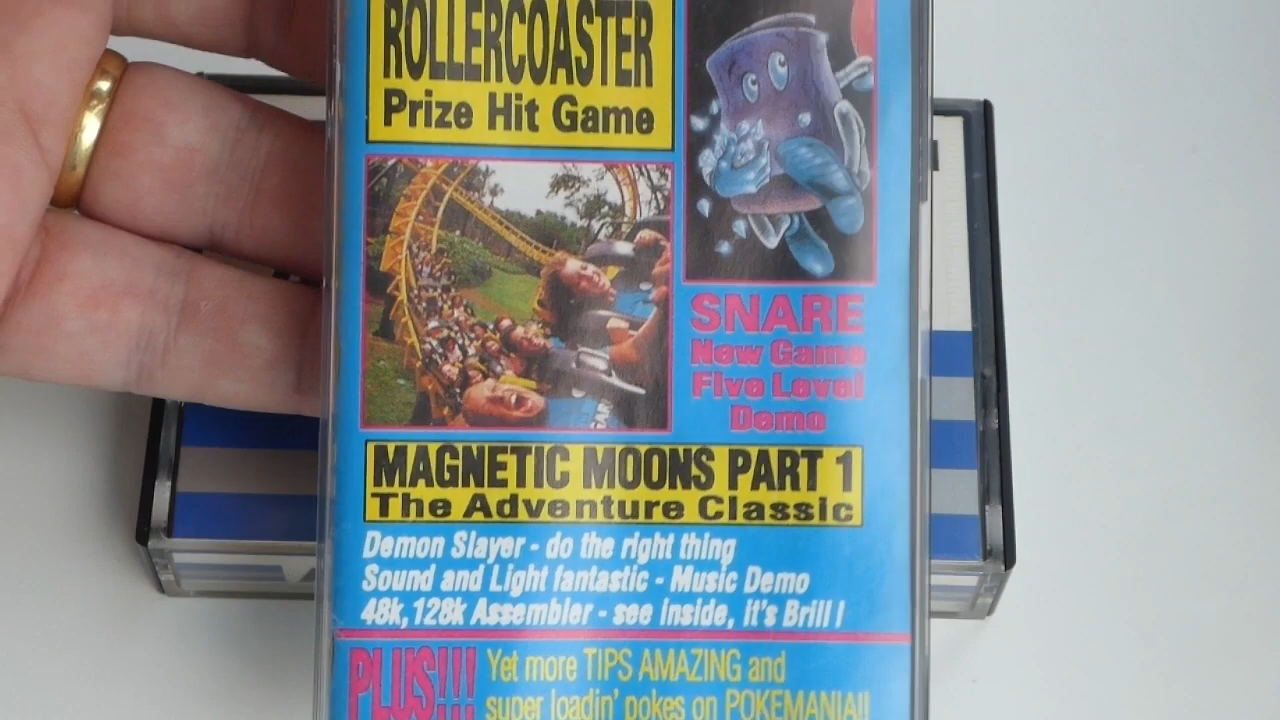 ROLLERCOASTER
Prize Hit Game
SNARE
New Game
Five Level
Demo
MAGNETIC MOONS PART 1
The Adventure Classic
Demon Slayer - do the right thing
Sound and Light fantastic - Music Demo
48k, 128k Assembler - see inside, it's Brill !
PLUS!!! Yet more TIPS AMAZING and
super loadin' pokes on POKEMANIA!!